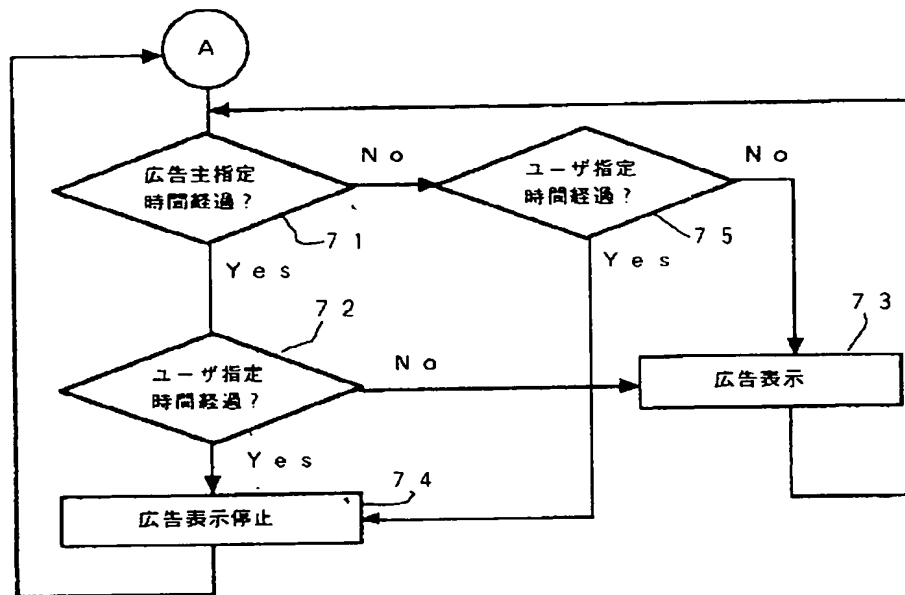 A
広告主指定
時間経過?
No
ユーザ指定
時間経過?
No
71
75
Yes
Yes
72
73
ユーザ指定
時間経過?
No
広告表示
Yes
74
広告表示停止